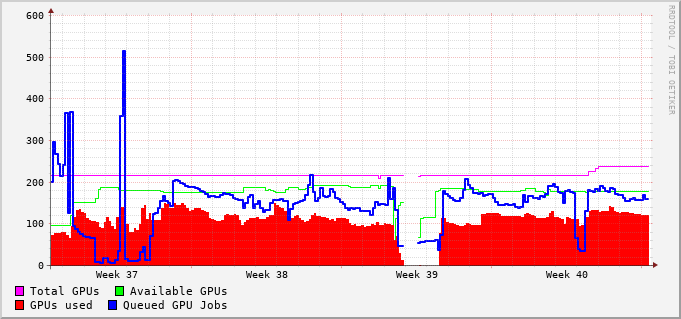 600
500
400
300
200
100
0
Week 37 Week 38 Week 39 Week 40
Total GPUs Available GPUs
GPUs used Queued GPU Jobs
RRDTOOL / TOBI OETIKER